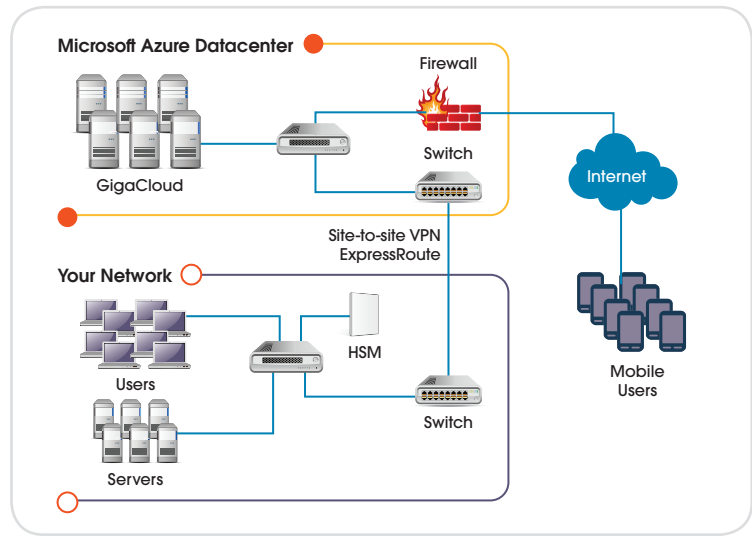 Microsoft Azure Datacenter
Firewall
Switch
GigaCloud
Internet
Site-to-site VPN
ExpressRoute
Your Network
HSM
Users
Mobile
Users
Switch
Servers